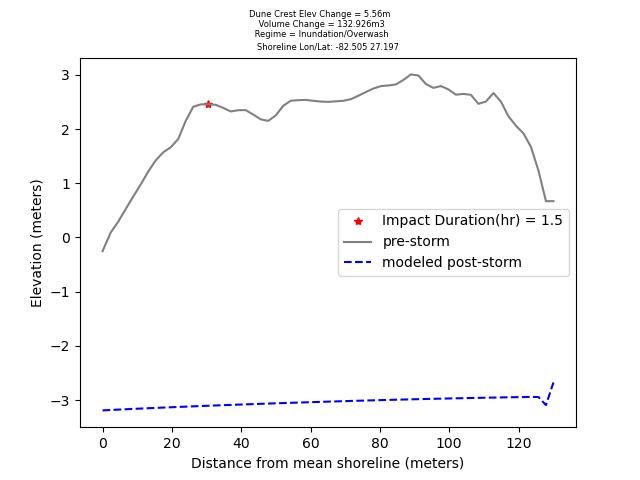 Dune Crest Elev Change = 5.56m
Volume Change = 132.926m3
Regime = Inundation/Overwash
Shoreline Lon/Lat: -82.505 27.197
3
2
1
0
−1
−2
−3
Elevation (meters)
Impact Duration(hr) = 1.5
pre-storm
modeled post-storm
0 20 40 60 80 100 120
Distance from mean shoreline (meters)